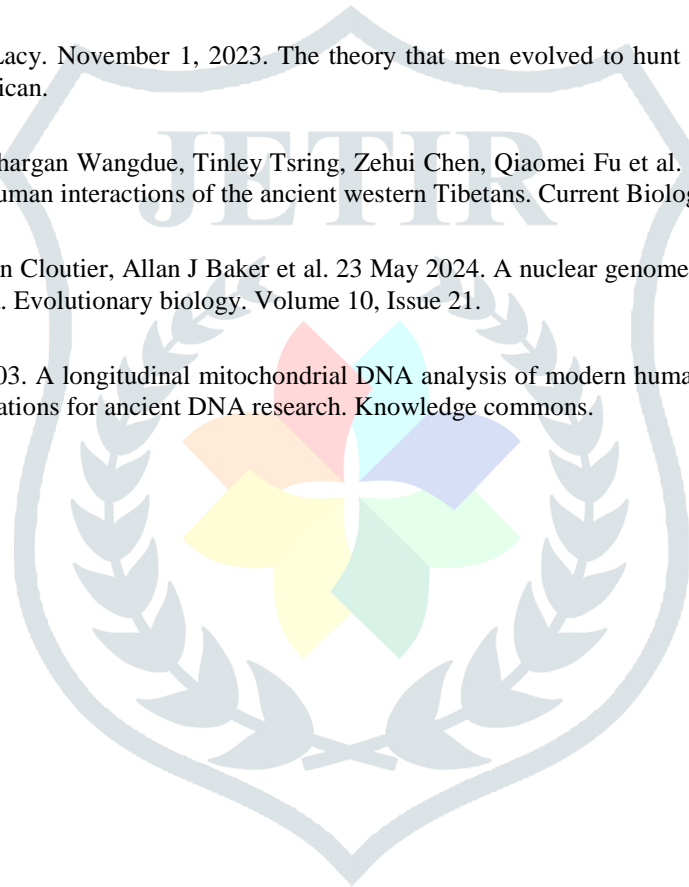 Lacy. November 1, 2023. The theory that men evolved to hunt
ican.
JETIR
hargan Wangdue, Tinley Tsring, Zehui Chen, Qiaomei Fu et al.
uman interactions of the ancient western Tibetans. Current Biolog
n Cloutier, Allan J Baker et al. 23 May 2024. A nuclear genome
. Evolutionary biology. Volume 10, Issue 21.
03. A longitudinal mitochondrial DNA analysis of modern huma
ations for ancient DNA research. Knowledge commons.